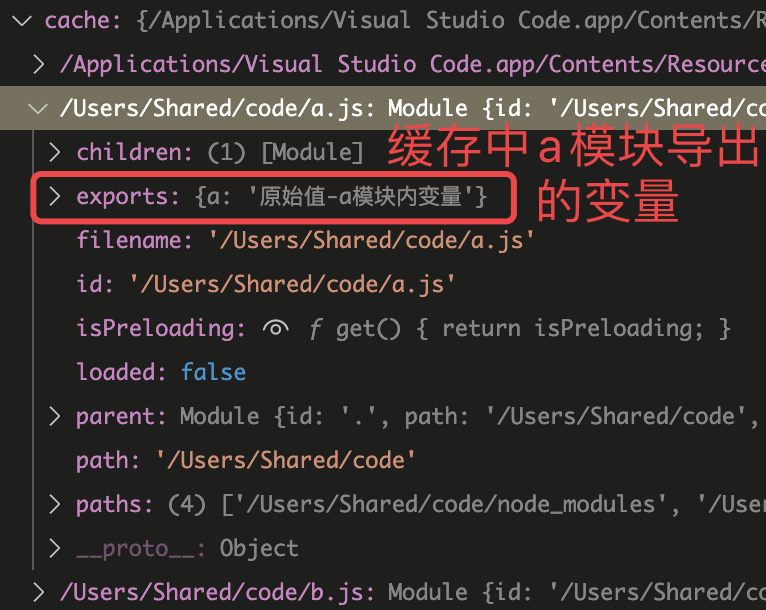 cache: {/Applications/Visual Studio Code.app/Contents/R
/Applications/Visual Studio Code.app/Contents/Resource
/Users/Shared/code/a.js: Module {id: '/Users/Shared/co
children: (1) [Module]
缓存中a模块导出
exports: {a: '原始值-a模块内变量'}
的变量
filename: '/Users/Shared/code/a.js'
id: '/Users/Shared/code/a.js'
isPreloading: ƒ get() { return isPreloading; }
loaded: false
parent: Module {id: '.', path: '/Users/Shared/code',
path: '/Users/Shared/code'
paths: (4) ['/Users/Shared/code/node_modules', '/User
__proto__: Object
/Users/Shared/code/b.js: Module {id: '/Users/Shared/co